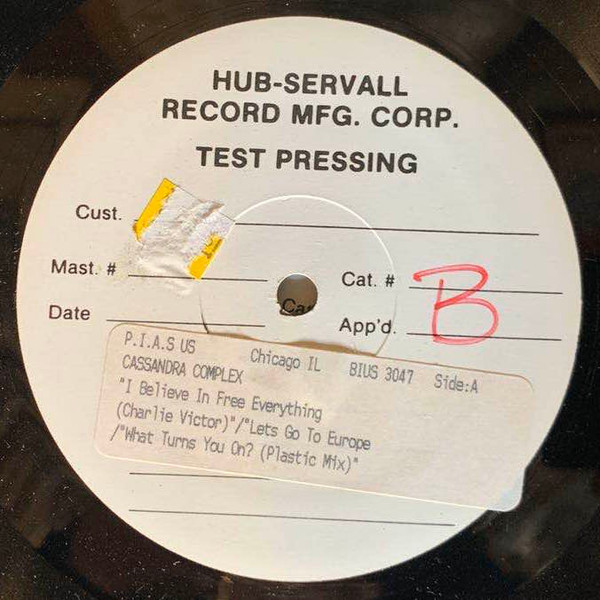 HUB-SERVALL
RECORD MFG. CORP.
TEST PRESSING
Cust.
Mast. #
Cat. # B
Date
App'd.
P.I.A.S US Chicago IL BIUS 3047 Side:A
CASSANDRA COMPLEX
"I Believe In Free Everything
(Charlie Victor)"/"Lets Go To Europe
/"What Turns You On? (Plastic Mix)"